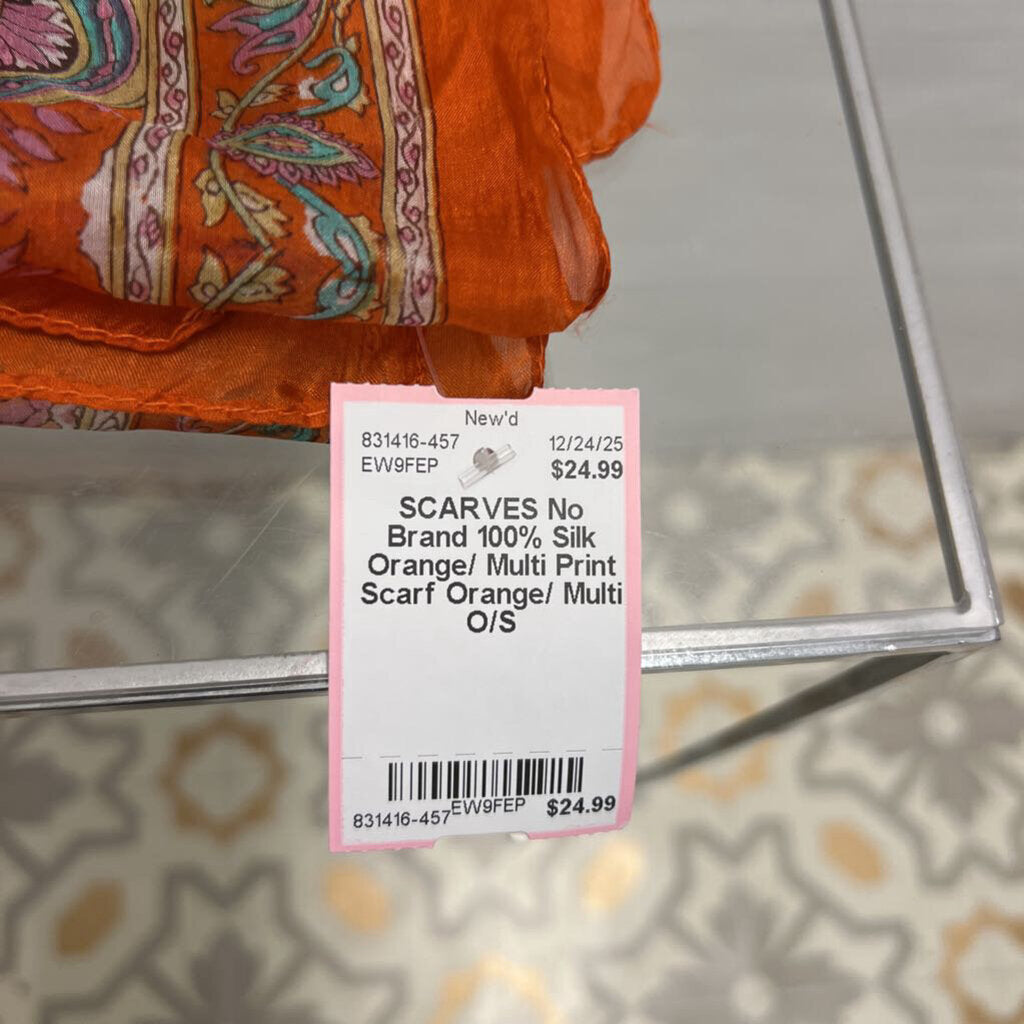 New'd
831416-457 12/24/25
EW9FEP $24.99
SCARVES No
Brand 100% Silk
Orange/ Multi Print
Scarf Orange/ Multi
O/S
831416-457 EW9FEP $24.99